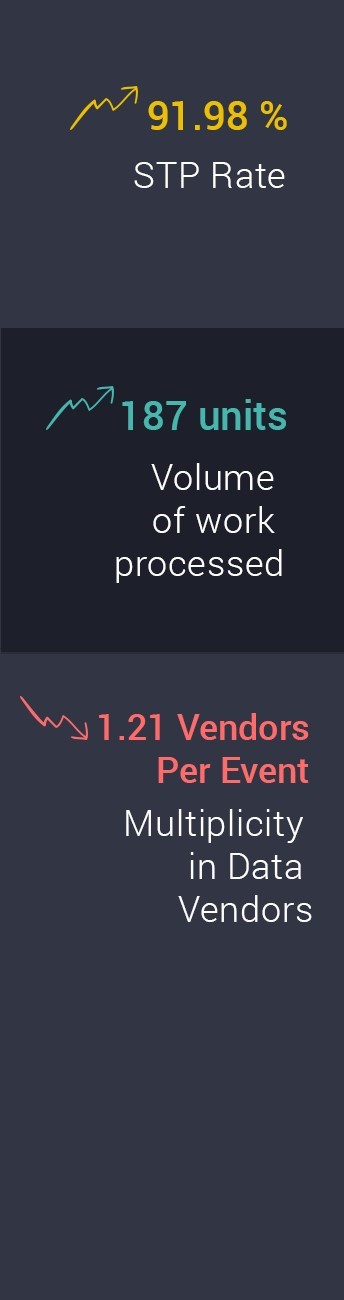 91.98 %
STP Rate
187 units
Volume
of work
processed
1.21 Vendors
Per Event
Multiplicity
in Data
Vendors